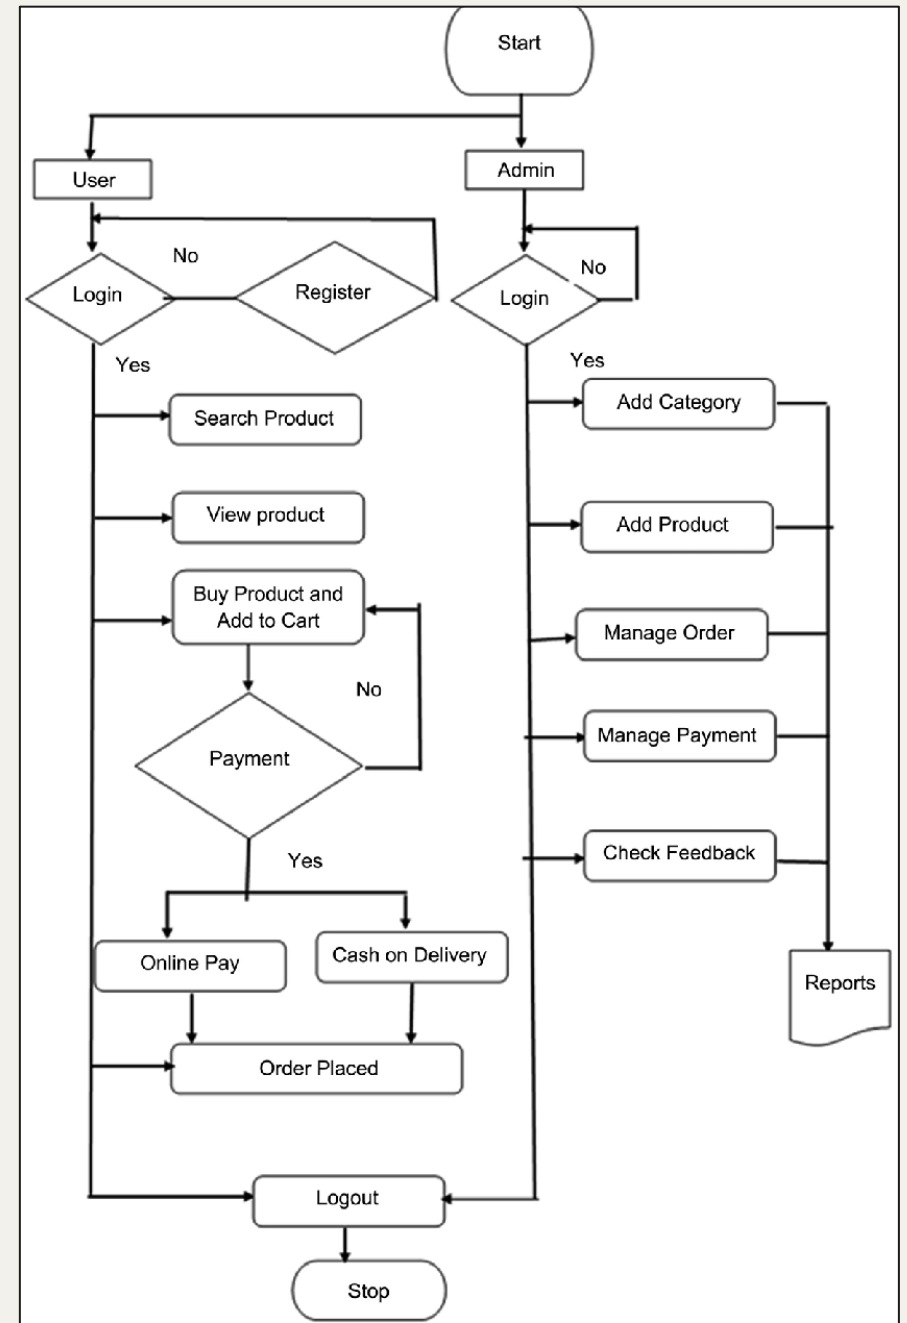 Start
User
Admin
No
Login
Register
No
Login
Yes
Yes
Search Product
Add Category
View product
Add Product
Buy Product and
Add to Cart
Manage Order
No
Payment
Manage Payment
Yes
Check Feedback
Online Pay
Cash on Delivery
Reports
Order Placed
Logout
Stop